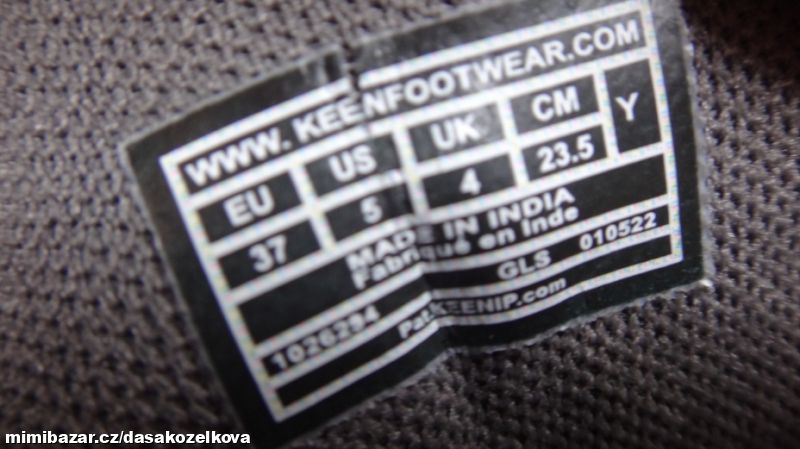 WWW. KEENFOOTWEAR.COM
EU US UK CM Y
37 5 4 23.5
MADE IN INDIA
Fabriqué en Inde
1026294 GLS 010522
Pat.KEENIP.com
mimibazar.cz/dasakozelkova